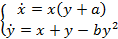 ẋ = x(y + a)
ẏ = x + y − by²